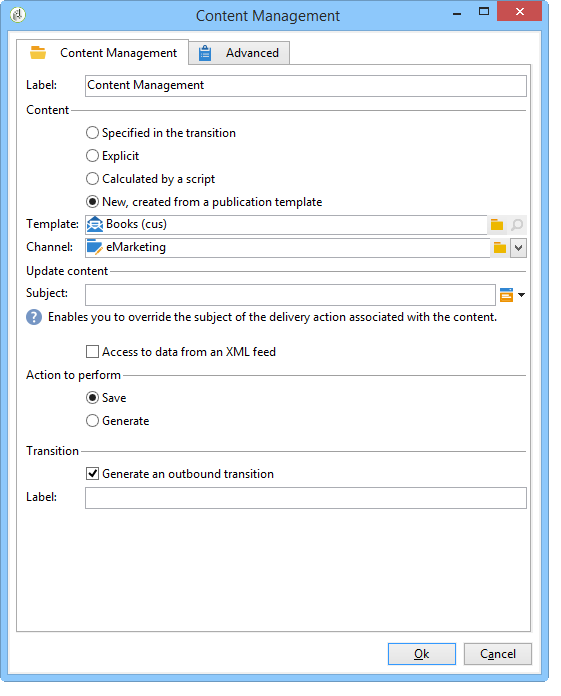 Content Management
Content Management Advanced
Label: Content Management
Content
Specified in the transition
Explicit
Calculated by a script
New, created from a publication template
Template: Books (cus)
Channel: eMarketing
Update content
Subject:
Enables you to override the subject of the delivery action associated with the content.
Access to data from an XML feed
Action to perform
Save
Generate
Transition
Generate an outbound transition
Label:
Ok Cancel